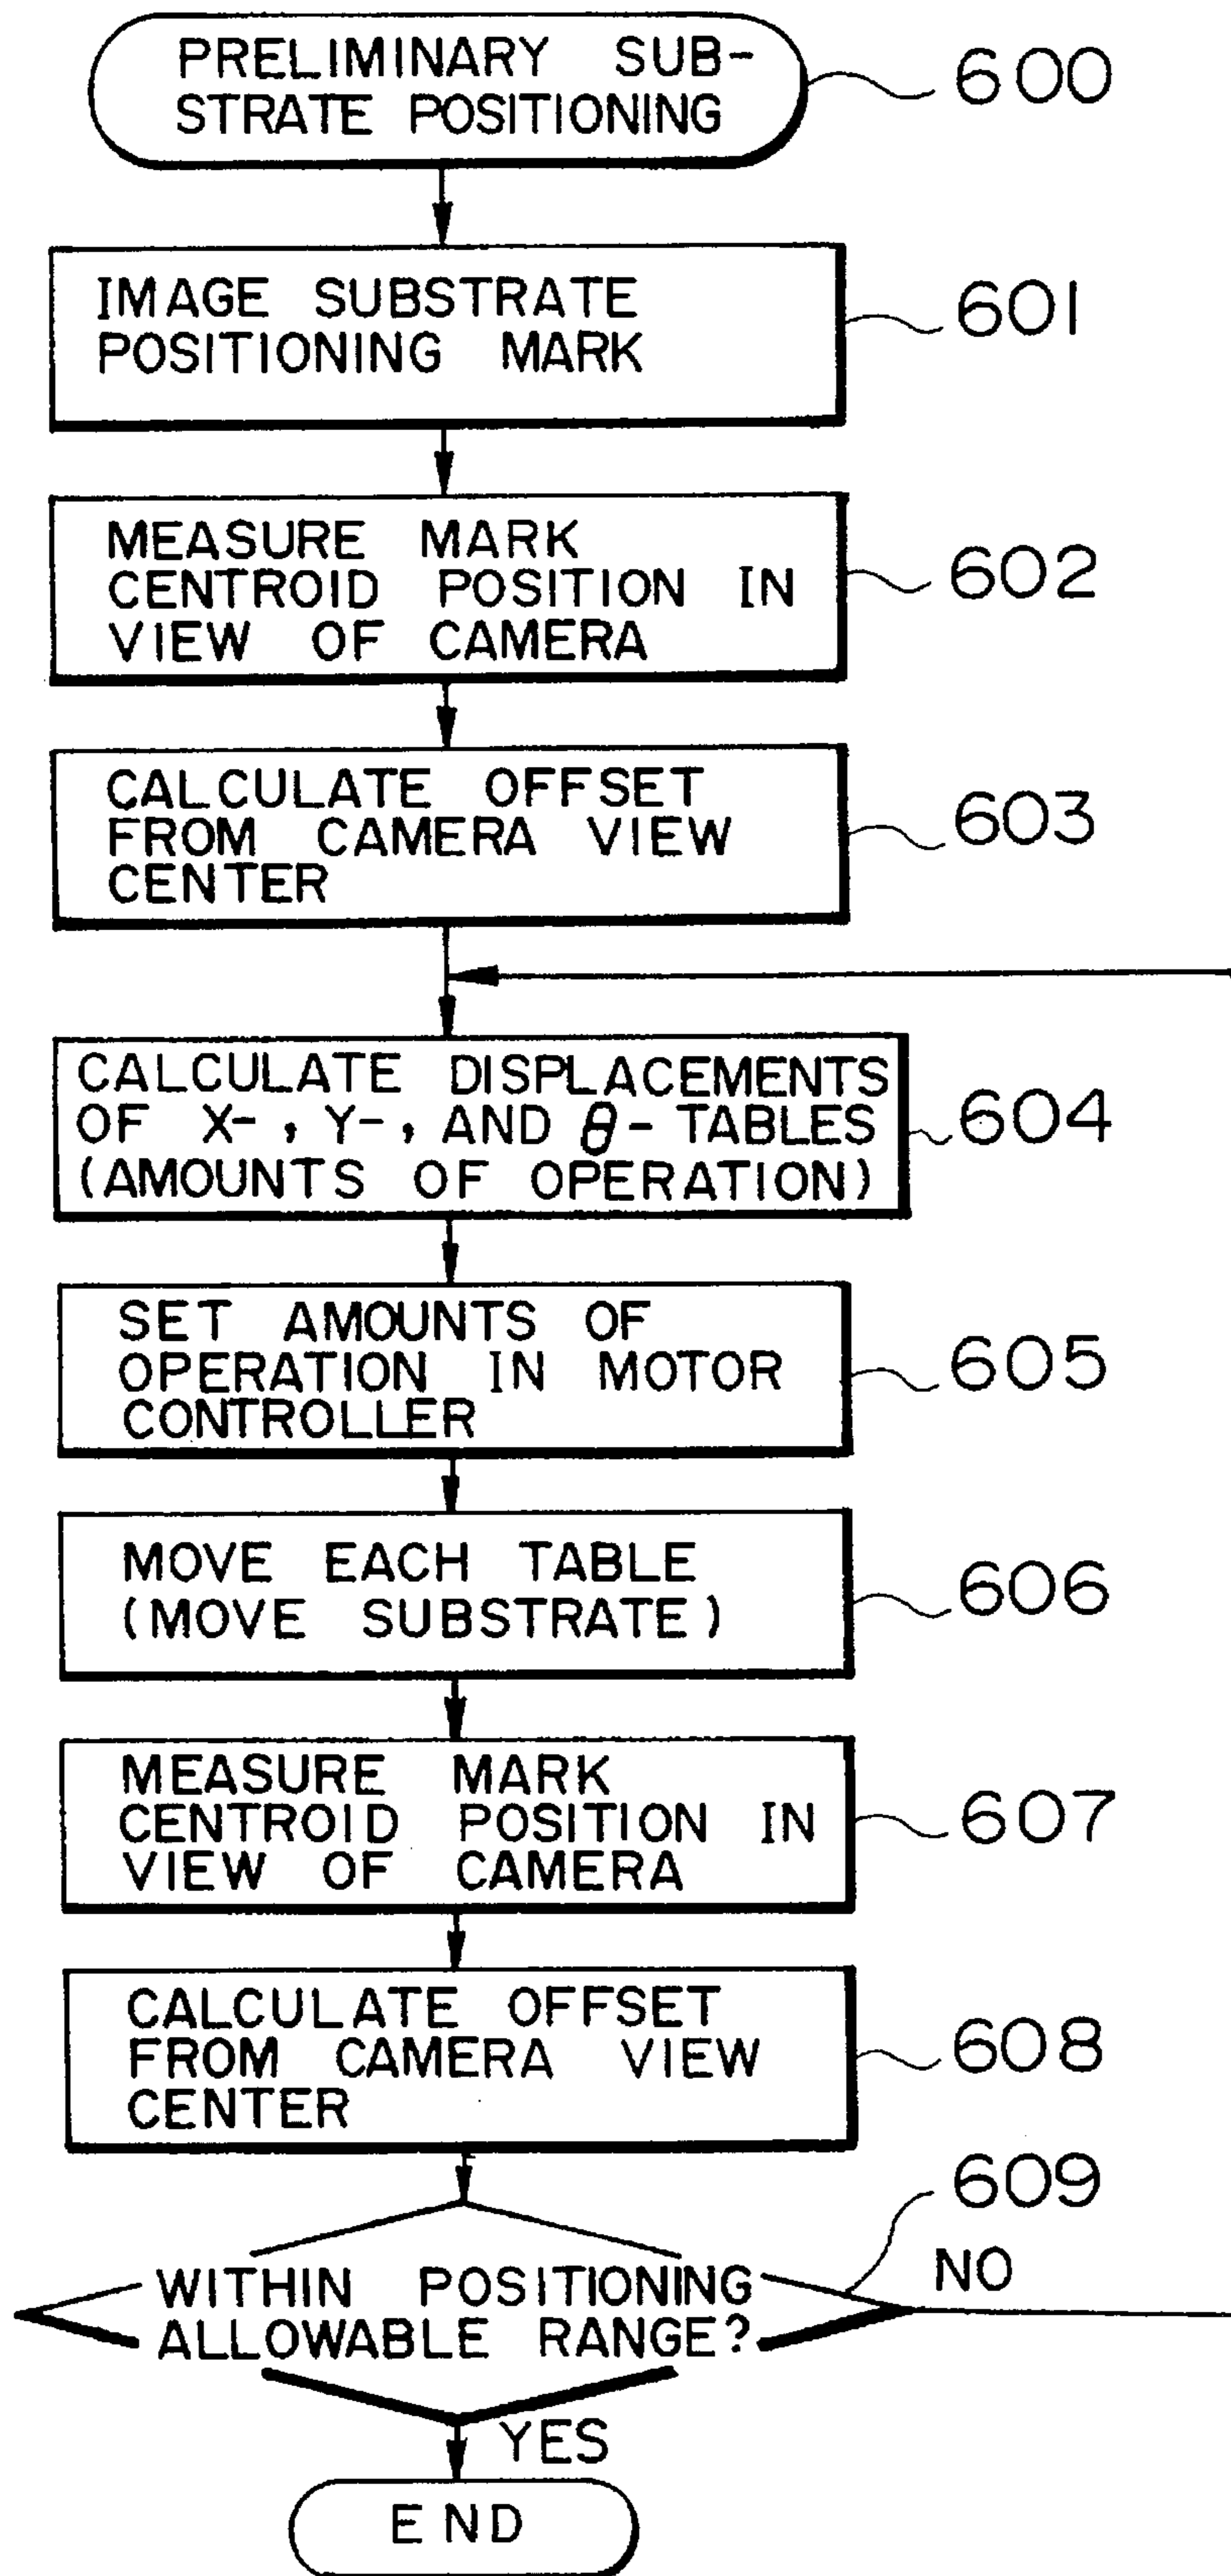 PRELIMINARY SUB-
STRATE POSITIONING
600
IMAGE SUBSTRATE
POSITIONING MARK
601
MEASURE MARK
CENTROID POSITION IN
VIEW OF CAMERA
602
CALCULATE OFFSET
FROM CAMERA VIEW
CENTER
603
CALCULATE DISPLACEMENTS
OF X-, Y-, AND θ- TABLES
(AMOUNTS OF OPERATION)
604
SET AMOUNTS OF
OPERATION IN MOTOR
CONTROLLER
605
MOVE EACH TABLE
(MOVE SUBSTRATE)
606
MEASURE MARK
CENTROID POSITION IN
VIEW OF CAMERA
607
CALCULATE OFFSET
FROM CAMERA VIEW
CENTER
608
609
WITHIN POSITIONING
ALLOWABLE RANGE?
NO
YES
END